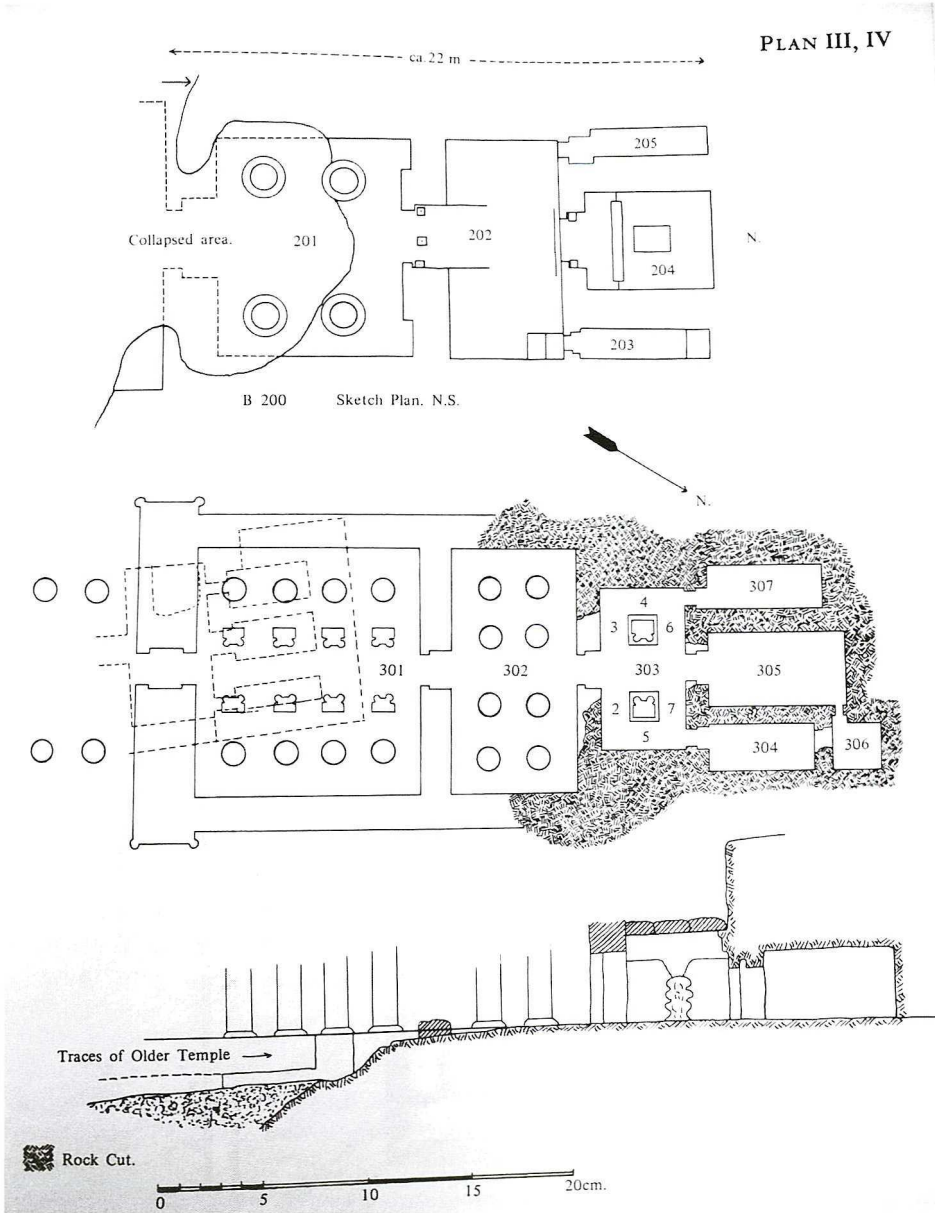 PLAN III, IV
ca. 22 m
205
Collapsed area.
201
202
N.
204
203
B 200 Sketch Plan. N.S.
N.
307
4
3 6
301
302
303
305
2 7
5
304
306
Traces of Older Temple
Rock Cut.
0 5 10 15 20cm.